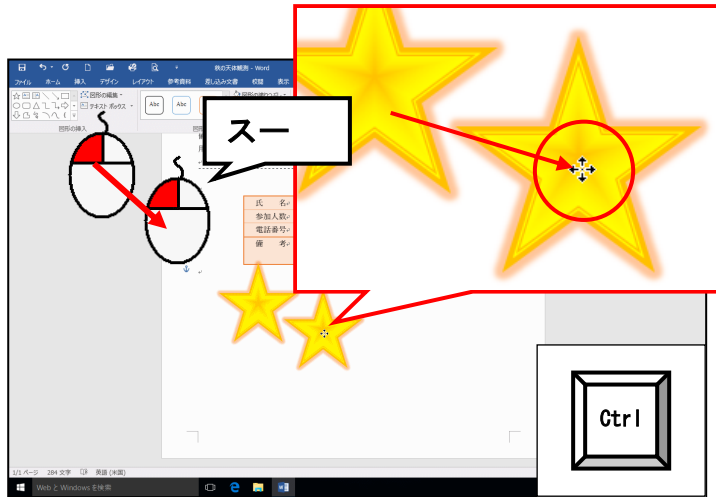 秋の天体観測 - Word
ファイル ホーム 挿入 デザイン レイアウト 参考資料 差し込み文書 校閲 表示
図形の編集
テキスト ボックス
Abc Abc
図形の挿入
スー
氏 名
参加人数
電話番号
備 考
Ctrl
1/1 ページ 284 文字 英語 (米国)
Web と Windows を検索